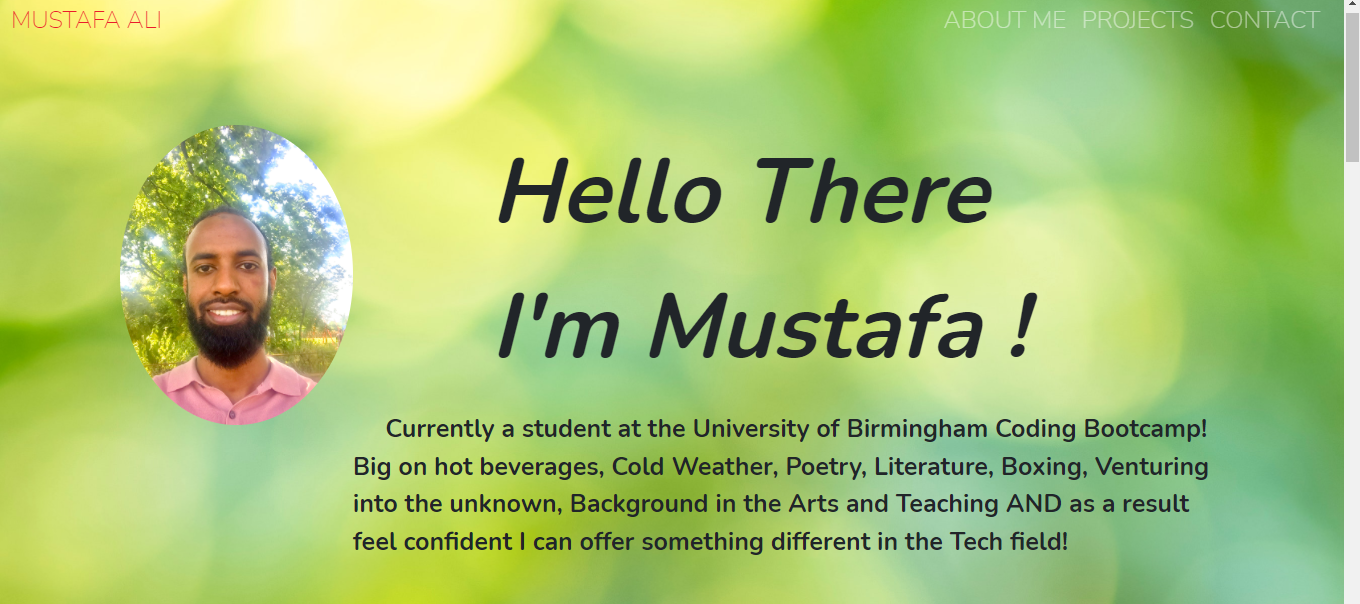 MUSTAFA ALI
ABOUT ME PROJECTS CONTACT
Hello There
I'm Mustafa !
Currently a student at the University of Birmingham Coding Bootcamp!
Big on hot beverages, Cold Weather, Poetry, Literature, Boxing, Venturing
into the unknown, Background in the Arts and Teaching AND as a result
feel confident I can offer something different in the Tech field!